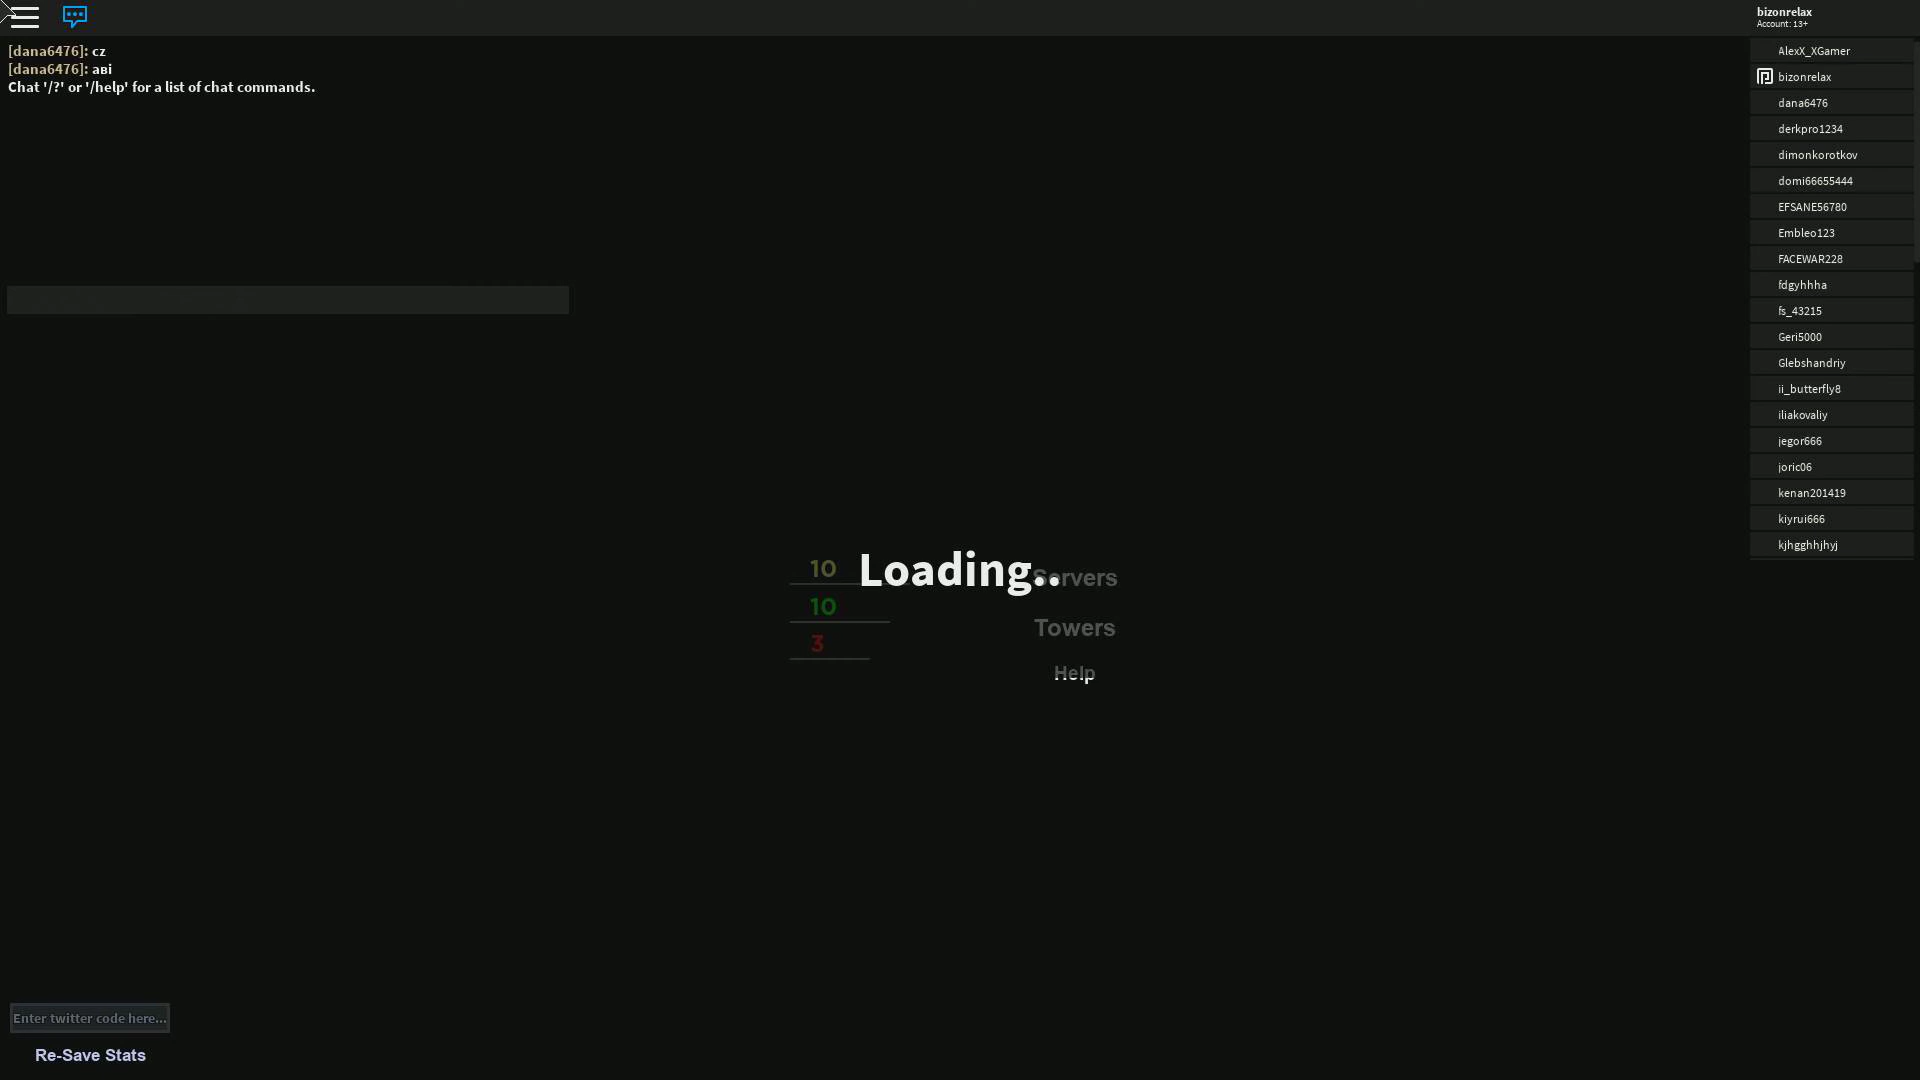 bizonrelax
Account: 13+
[dana6476]: cz
[dana6476]: аві
Chat '/?' or '/help' for a list of chat commands.
AlexX_XGamer
bizonrelax
dana6476
derkpro1234
dimonkorotkov
domi66655444
EFSANE56780
Embleo123
FACEWAR228
fdgyhhha
fs_43215
Geri5000
Glebshandriy
ii_butterfly8
iliakovaliy
jegor666
joric06
kenan201419
kiyrui666
kjhgghhjhyj
10
Loading..
Servers
10
Towers
3
Help
Enter twitter code here...
Re-Save Stats